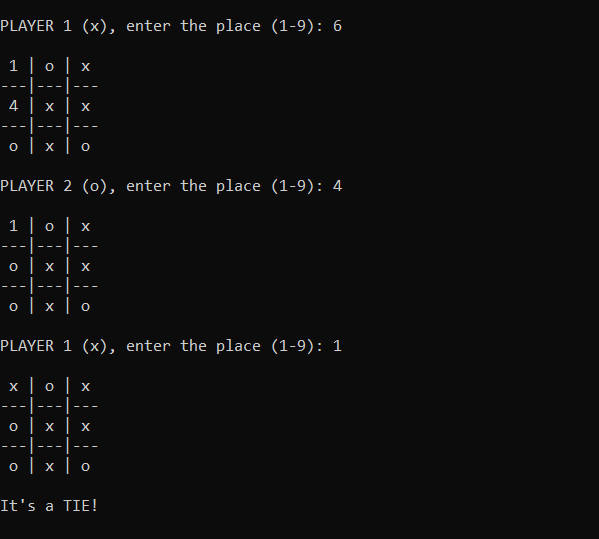 PLAYER 1 (x), enter the place (1-9): 6
 1 | o | x
---|---|---
 4 | x | x
---|---|---
 o | x | o
PLAYER 2 (o), enter the place (1-9): 4
 1 | o | x
---|---|---
 o | x | x
---|---|---
 o | x | o
PLAYER 1 (x), enter the place (1-9): 1
 x | o | x
---|---|---
 o | x | x
---|---|---
 o | x | o
It's a TIE!